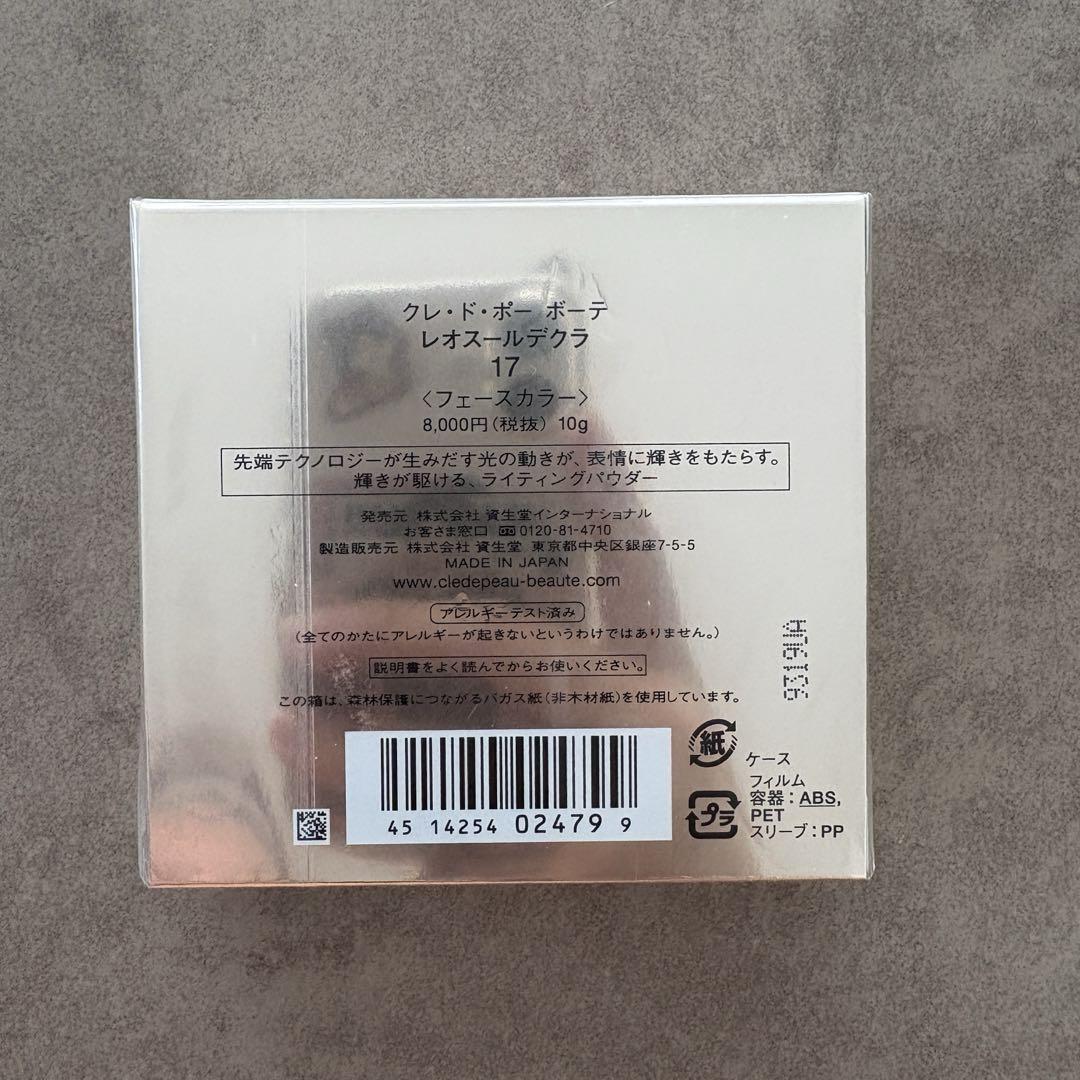 クレ・ド・ポー ボーテ
レオスールデクラ
17
〈フェースカラー〉
8,000円(税抜) 10g
先端テクノロジーが生みだす光の動きが、表情に輝きをもたらす。
輝きが駆ける、ライティングパウダー
発売元 株式会社 資生堂インターナショナル
お客さま窓口 0120-81-4710
製造販売元 株式会社 資生堂 東京都中央区銀座7-5-5
MADE IN JAPAN
www.cledepeau-beaute.com
アレルギーテスト済み
(全てのかたにアレルギーが起きないというわけではありません。)
説明書をよく読んでからお使いください。
この箱は、森林保護につながるバガス紙(非木材紙)を使用しています。
45 14254 02479 9
紙
ケース
フィルム
プラ
容器:ABS,
PET
スリーブ:PP